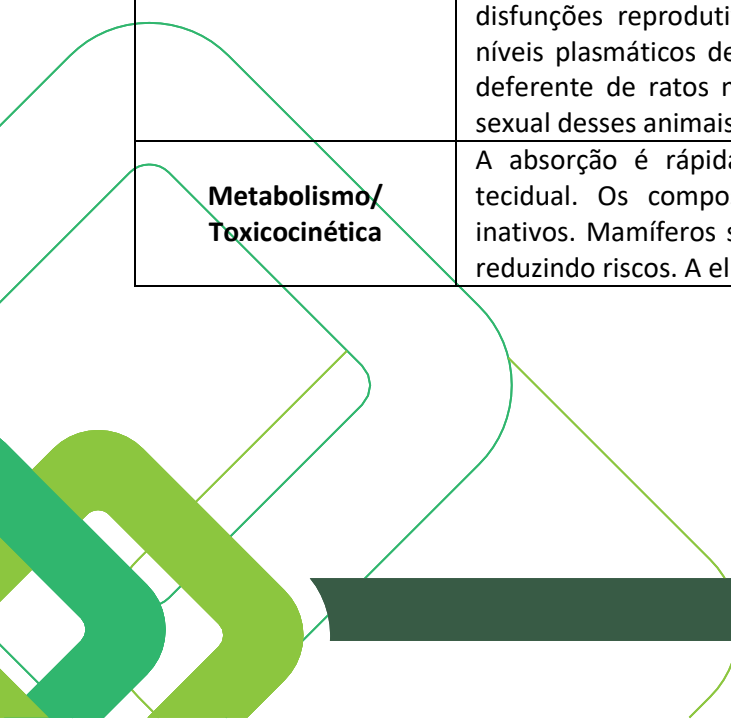 disfunções reproduti
níveis plasmáticos de
deferente de ratos
sexual desses animais
Metabolismo/
Toxicocinética
A absorção é rápida
tecidual. Os compo
inativos. Mamíferos
reduzindo riscos. A el